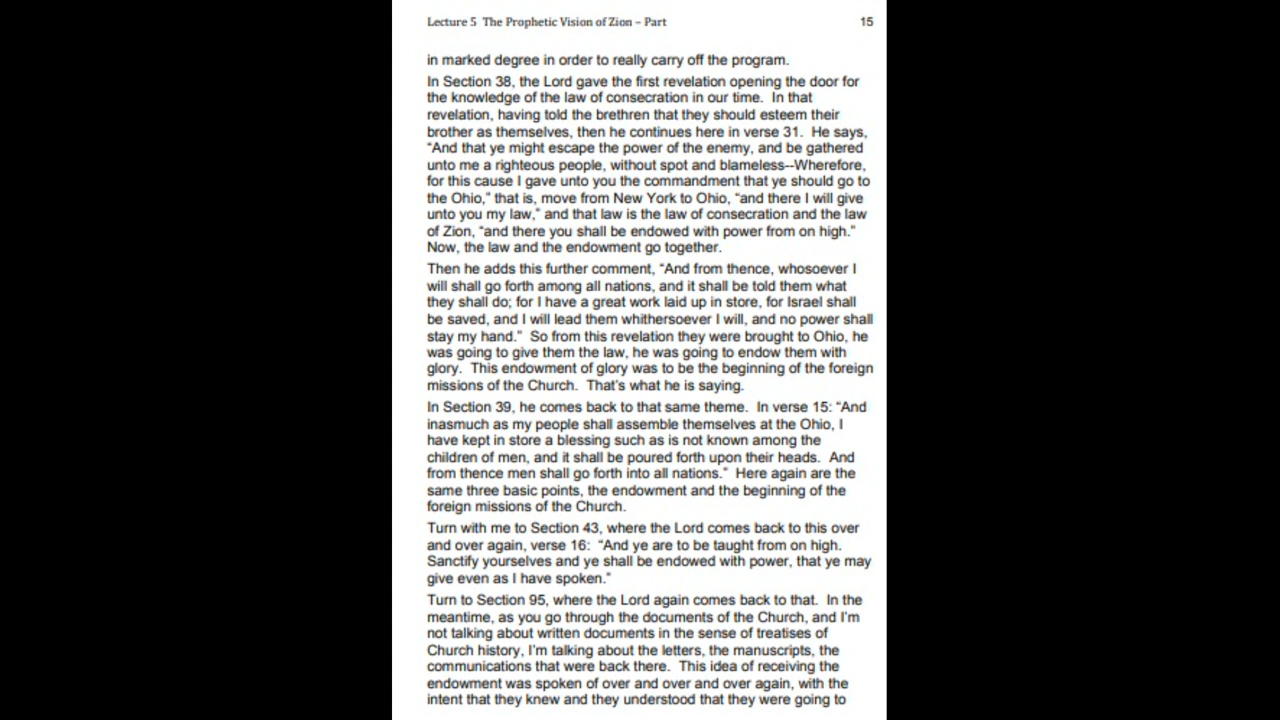 Lecture 5 The Prophetic Vision of Zion – Part 15
in marked degree in order to really carry off the program.
In Section 38, the Lord gave the first revelation opening the door for
the knowledge of the law of consecration in our time. In that
revelation, having told the brethren that they should esteem their
brother as themselves, then he continues here in verse 31. He says,
“And that ye might escape the power of the enemy, and be gathered
unto me a righteous people, without spot and blameless--Wherefore,
for this cause I gave unto you the commandment that ye should go to
the Ohio,” that is, move from New York to Ohio, “and there I will give
unto you my law,” and that law is the law of consecration and the law
of Zion, “and there you shall be endowed with power from on high.”
Now, the law and the endowment go together.
Then he adds this further comment, “And from thence, whosoever I
will shall go forth among all nations, and it shall be told them what
they shall do; for I have a great work laid up in store, for Israel shall
be saved, and I will lead them whithersoever I will, and no power shall
stay my hand.” So from this revelation they were brought to Ohio, he
was going to give them the law, he was going to endow them with
glory. This endowment of glory was to be the beginning of the foreign
missions of the Church. That’s what he is saying.
In Section 39, he comes back to that same theme. In verse 15: “And
inasmuch as my people shall assemble themselves at the Ohio, I
have kept in store a blessing such as is not known among the
children of men, and it shall be poured forth upon their heads. And
from thence men shall go forth into all nations.” Here again are the
same three basic points, the endowment and the beginning of the
foreign missions of the Church.
Turn with me to Section 43, where the Lord comes back to this over
and over again, verse 16: “And ye are to be taught from on high.
Sanctify yourselves and ye shall be endowed with power, that ye may
give even as I have spoken.”
Turn to Section 95, where the Lord again comes back to that. In the
meantime, as you go through the documents of the Church, and I’m
not talking about written documents in the sense of treatises of
Church history, I’m talking about the letters, the manuscripts, the
communications that were back there. This idea of receiving the
endowment was spoken of over and over and over again, with the
intent that they knew and they understood that they were going to